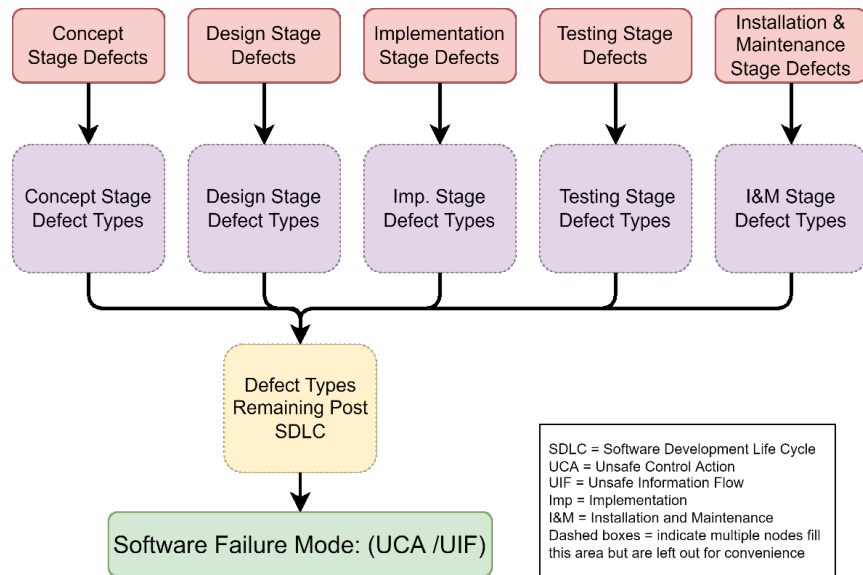 Concept
Stage Defects
Design Stage
Defects
Implementation
Stage Defects
Testing Stage
Defects
Installation &
Maintenance
Stage Defects
Concept Stage
Defect Types
Design Stage
Defect Types
Imp. Stage
Defect Types
Testing Stage
Defect Types
I&M Stage
Defect Types
Defect Types
Remaining Post
SDLC
Software Failure Mode: (UCA /UIF)
SDLC = Software Development Life Cycle
UCA = Unsafe Control Action
UIF = Unsafe Information Flow
Imp = Implementation
I&M = Installation and Maintenance
Dashed boxes = indicate multiple nodes fill
this area but are left out for convenience